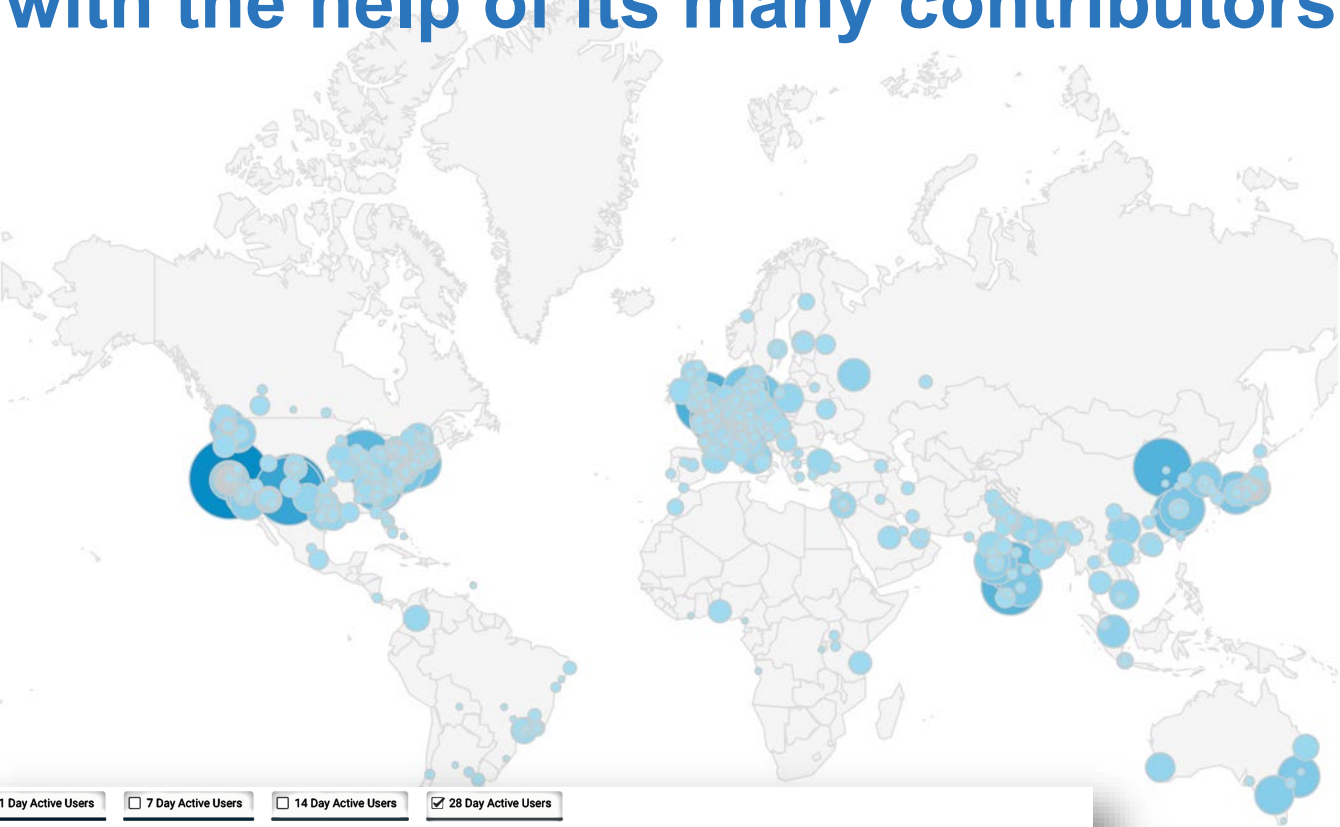 with the help of its many contributors
1 Day Active Users
7 Day Active Users
14 Day Active Users
28 Day Active Users